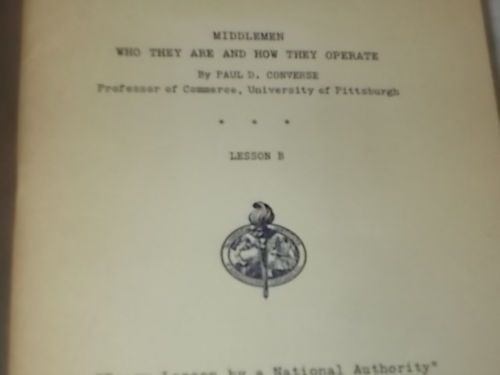 MIDDLEMEN
WHO THEY ARE AND HOW THEY OPERATE
By PAUL D. CONVERSE
Professor of Commerce, University of Pittsburgh
* * *
LESSON B
Lesson by a National Authority"